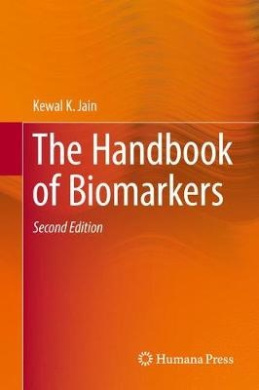 Kewal K. Jain
The Handbook
of Biomarkers
Second Edition
Humana Press